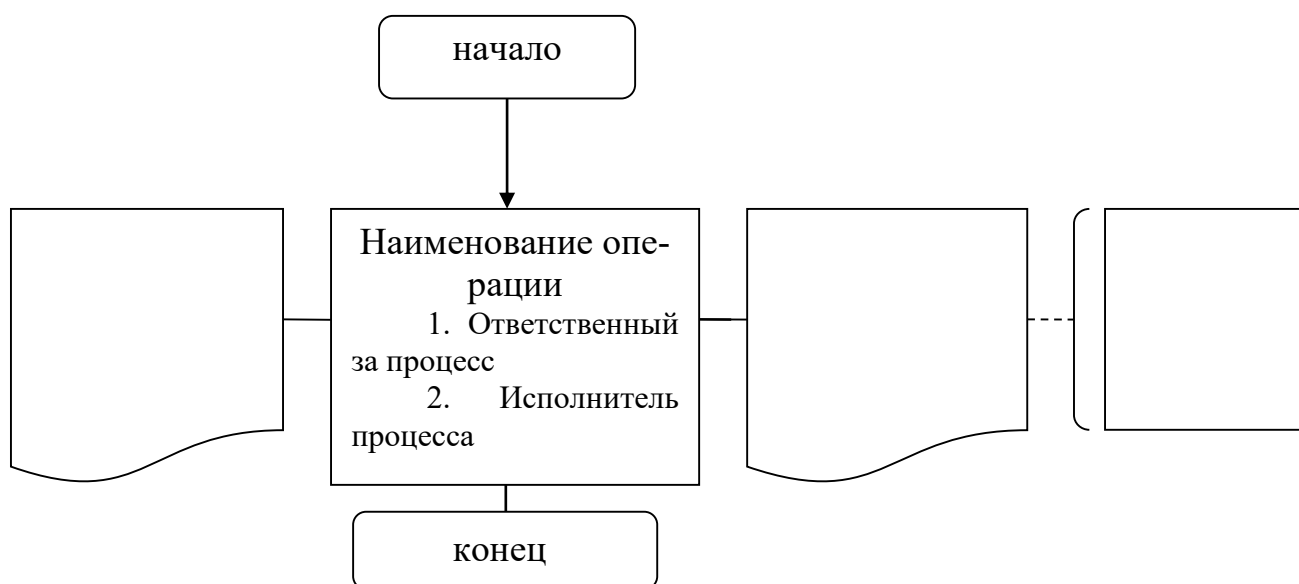 начало
Наименование опе-
рации
1. Ответственный
за процесс
2. Исполнитель
процесса
конец